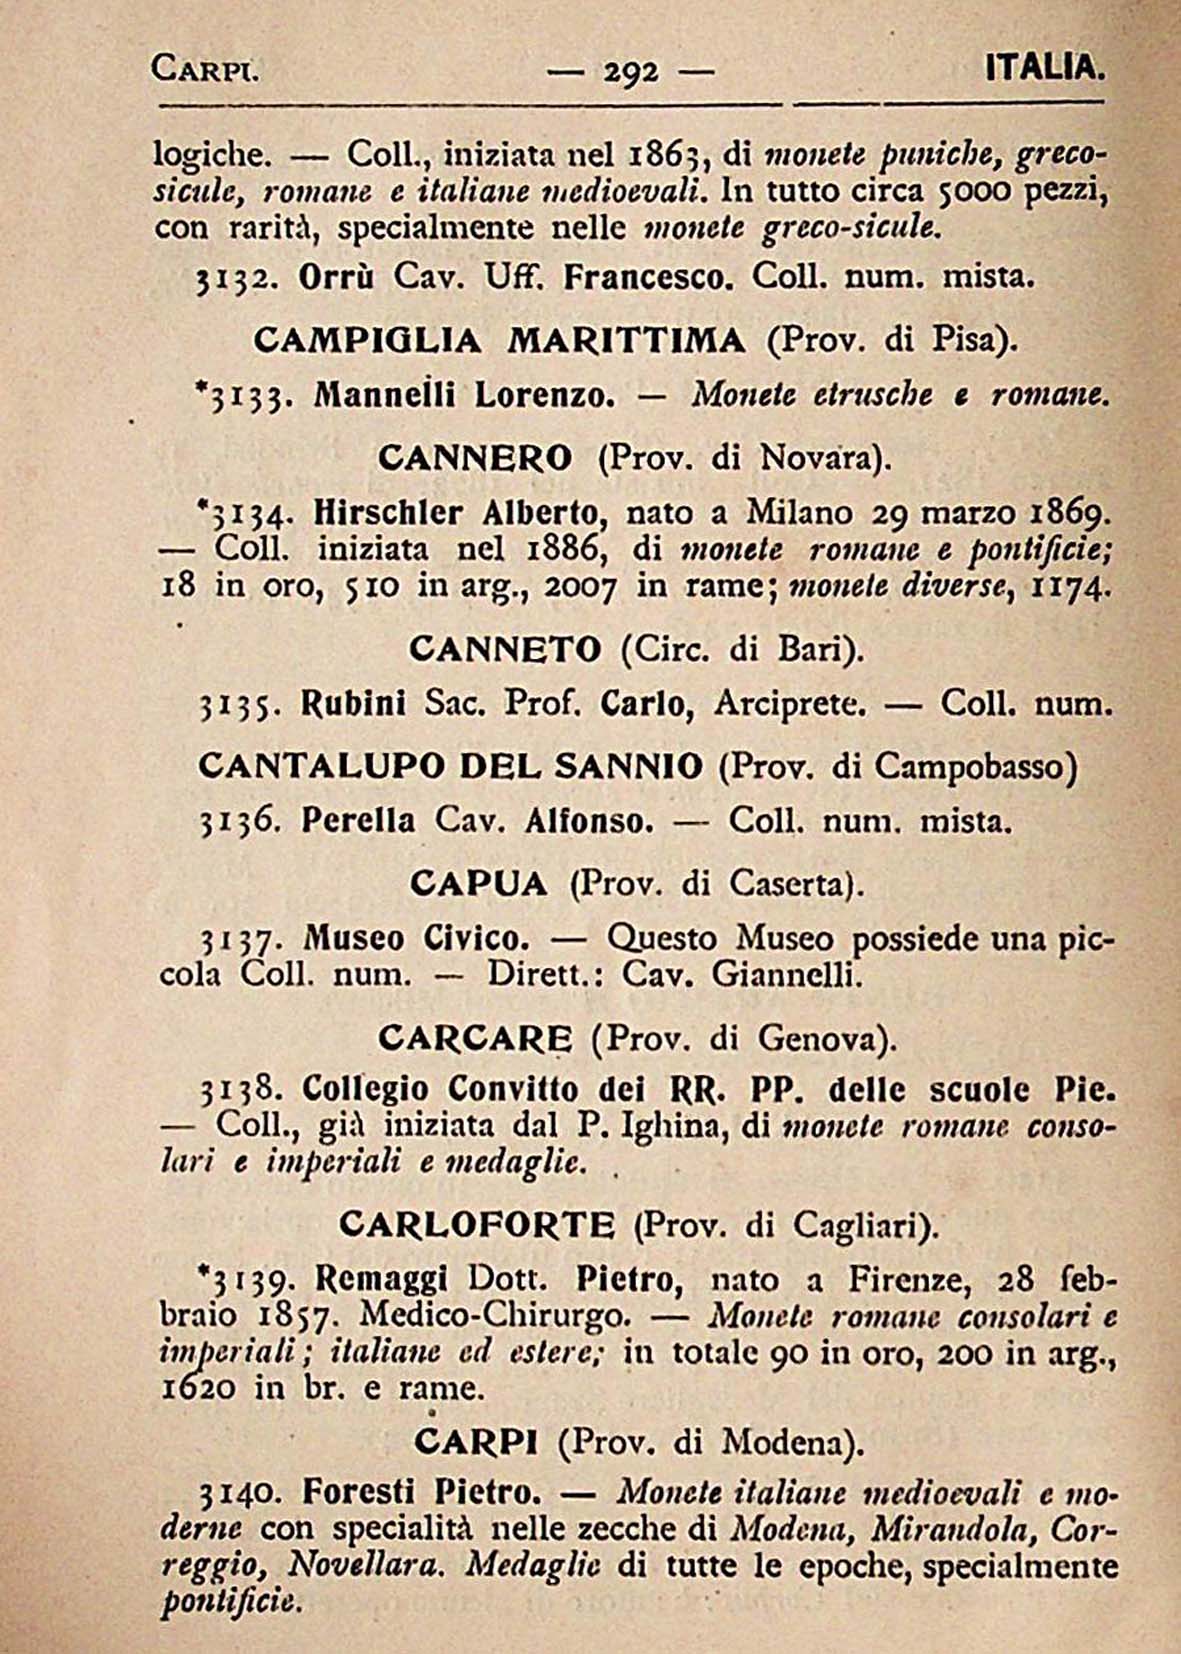 CARPI. — 292 — ITALIA.
logiche. — Coll., iniziata nel 1863, di monete puniche, greco-
sicule, romane e italiane medioevali. In tutto circa 5000 pezzi,
con rarità, specialmente nelle monete greco-sicule.
3132. Orrù Cav. Uff. Francesco. Coll. num. mista.
CAMPIGLIA MARITTIMA (Prov. di Pisa).
*3133. Mannelli Lorenzo. — Monete etrusche e romane.
CANNERO (Prov. di Novara).
*3134. Hirschler Alberto, nato a Milano 29 marzo 1869.
— Coll. iniziata nel 1886, di monete romane e pontificie;
18 in oro, 510 in arg., 2007 in rame; monete diverse, 1174.
CANNETO (Circ. di Bari).
3135. Rubini Sac. Prof. Carlo, Arciprete. — Coll. num.
CANTALUPO DEL SANNIO (Prov. di Campobasso)
3136. Perella Cav. Alfonso. — Coll. num. mista.
CAPUA (Prov. di Caserta).
3137. Museo Civico. — Questo Museo possiede una pic-
cola Coll. num. — Dirett.: Cav. Giannelli.
CARCARE (Prov. di Genova).
3138. Collegio Convitto dei RR. PP. delle scuole Pie.
— Coll., già iniziata dal P. Ighina, di monete romane conso-
lari e imperiali e medaglie.
CARLOFORTE (Prov. di Cagliari).
*3139. Remaggi Dott. Pietro, nato a Firenze, 28 feb-
braio 1857. Medico-Chirurgo. — Monete romane consolari e
imperiali; italiane ed estere; in totale 90 in oro, 200 in arg.,
1620 in br. e rame.
CARPI (Prov. di Modena).
3140. Foresti Pietro. — Monete italiane medioevali e mo-
derne con specialità nelle zecche di Modena, Mirandola, Cor-
reggio, Novellara. Medaglie di tutte le epoche, specialmente
pontificie.